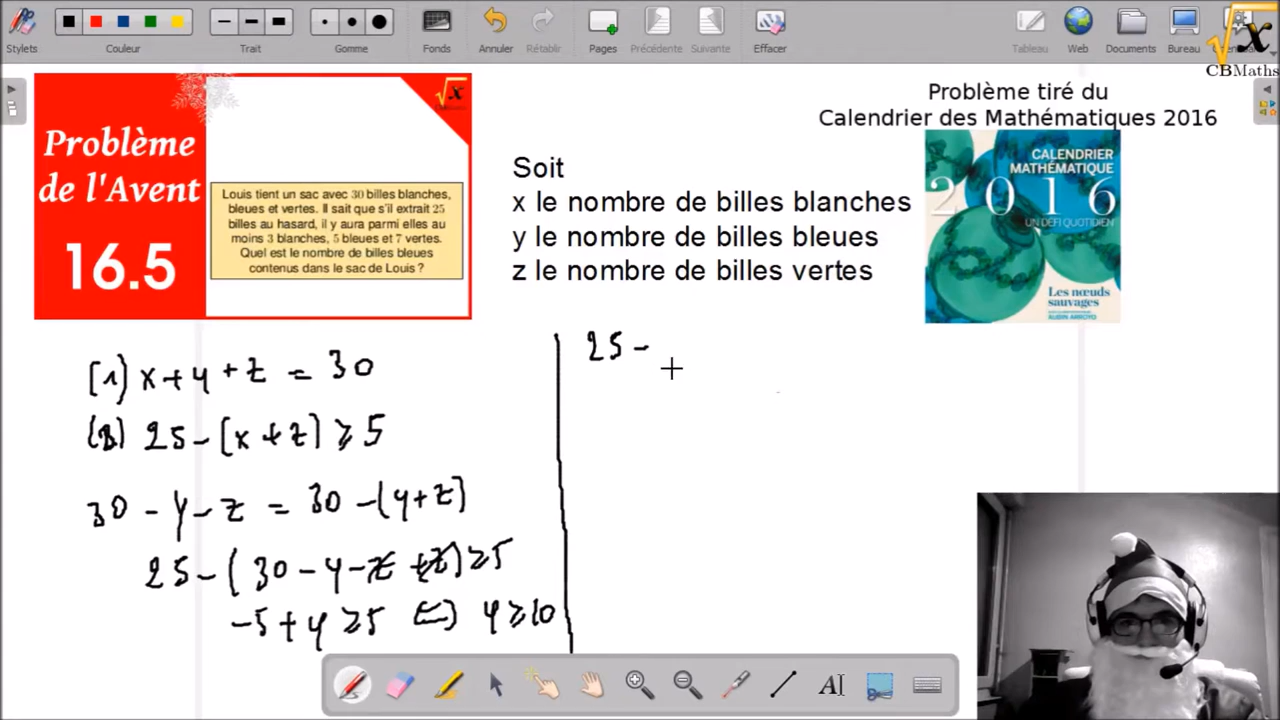 Stylets Couleur Trait Gomme Fonds Annuler Rétablir Pages Précédente Suivante Effacer Tableau Web Documents Bureau
√x
CBMaths
Problème
de l'Avent
16.5
√x
Louis tient un sac avec 30 billes blanches,
bleues et vertes. Il sait que s'il extrait 25
billes au hasard, il y aura parmi elles au
moins 3 blanches, 5 bleues et 7 vertes.
Quel est le nombre de billes bleues
contenus dans le sac de Louis ?
Soit
x le nombre de billes blanches
y le nombre de billes bleues
z le nombre de billes vertes
Problème tiré du
Calendrier des Mathématiques 2016
CALENDRIER
MATHÉMATIQUE
2016
UN DÉFI QUOTIDIEN
Les nœuds
sauvages
AUBIN ARROYO
(1) x + y + z = 30
25 - (x + z) ⩾ 5
30 - y - z = 30 - (y + z)
25 - (30 - y - z + z) ⩾ 5
-5 + y ⩾ 5 ⇔ y ⩾ 10
25 -
AI